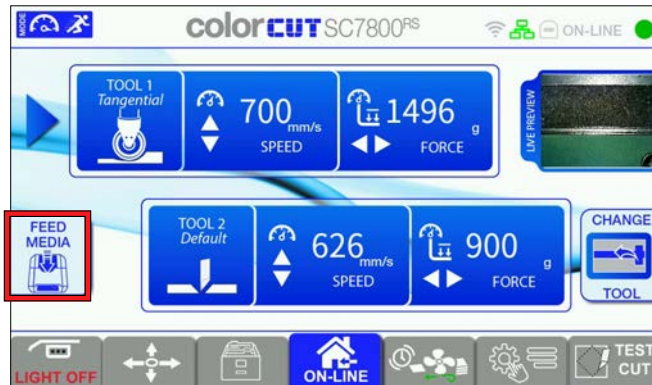 MODE
colorcut SC7800RS
ON-LINE
TOOL 1
Tangential
700 mm/s
SPEED
1496 g
FORCE
LIVE PREVIEW
FEED
MEDIA
TOOL 2
Default
626 mm/s
SPEED
900 g
FORCE
CHANGE
TOOL
LIGHT OFF
ON-LINE
TEST
CUT